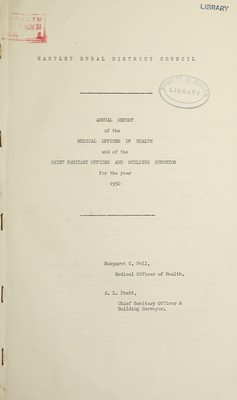 LIBRARY
HARTLEY RURAL DISTRICT COUNCIL
LIBRARY
ANNUAL REPORT
of the
MEDICAL OFFICER OF HEALTH
and of the
CHIEF SANITARY OFFICER AND BUILDING SURVEYOR
for the year
1950
Margaret C. Fell,
Medical Officer of Health.
A. L. Pratt,
Chief Sanitary Officer &
Building Surveyor.